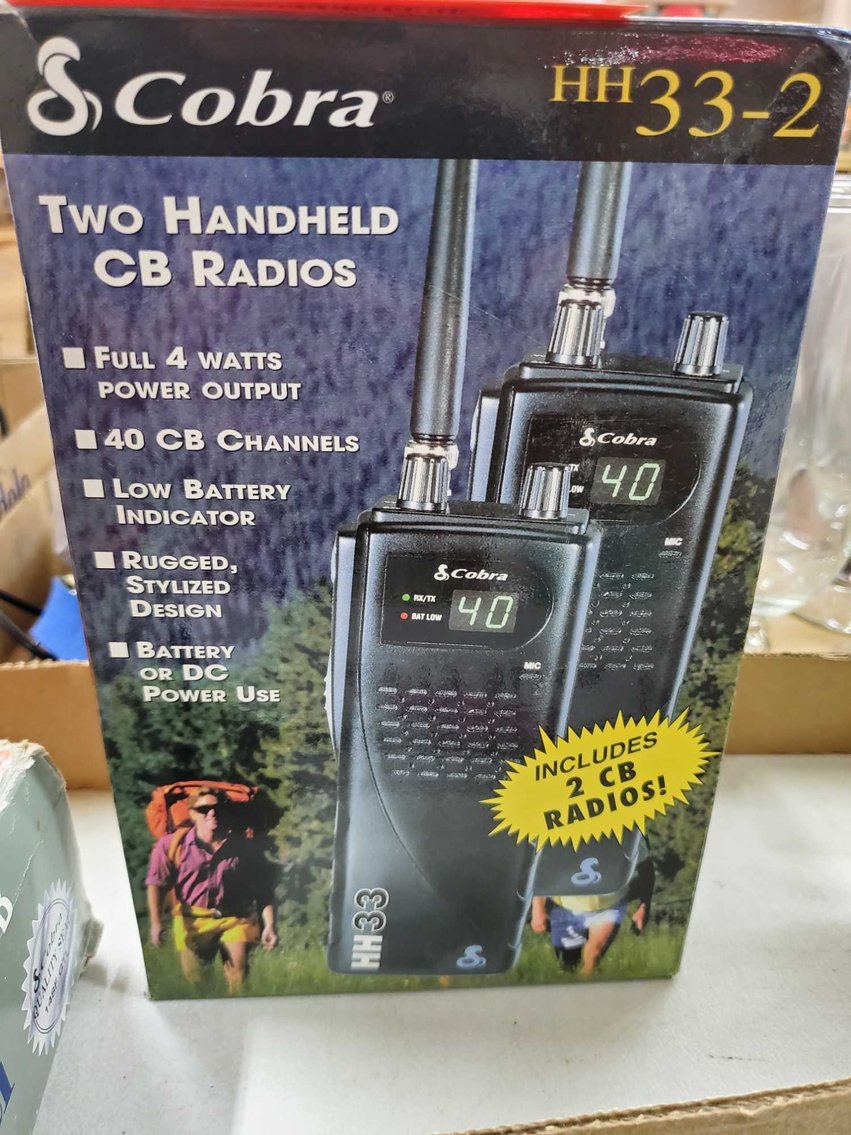 Cobra®
HH33-2
TWO HANDHELD
CB RADIOS
FULL 4 WATTS
POWER OUTPUT
40 CB CHANNELS
LOW BATTERY
INDICATOR
RUGGED,
STYLIZED
DESIGN
BATTERY
OR DC
POWER USE
Cobra
40
MIC
Cobra
RX/TX
BAT LOW
40
MIC
INCLUDES
2 CB
RADIOS!
HH33